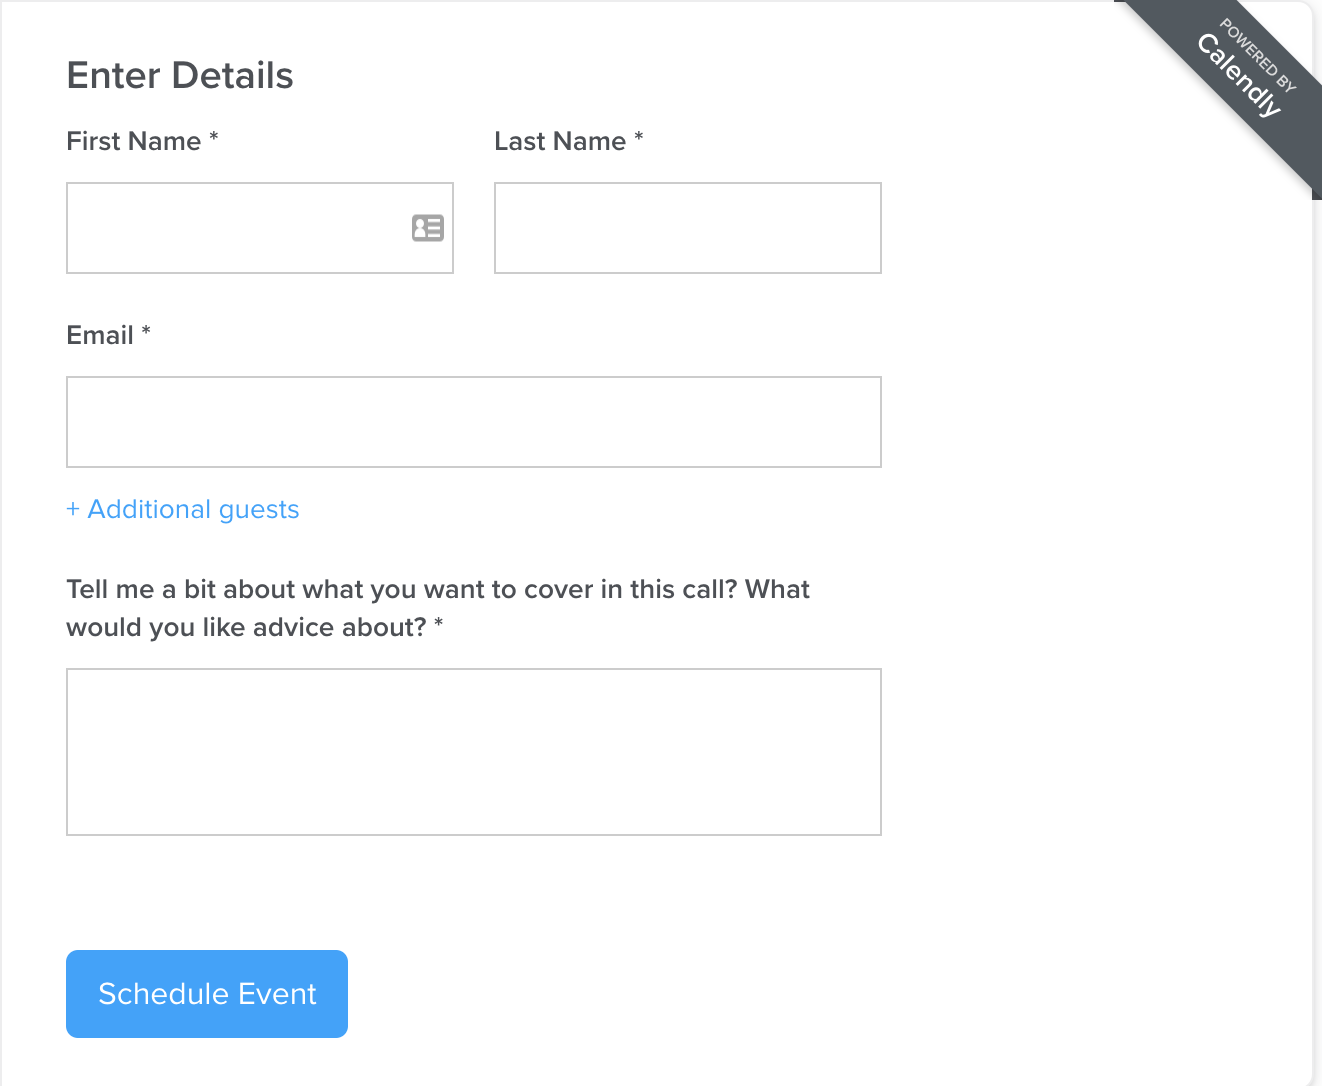 POWERED BY
Calendly
Enter Details
First Name *
Last Name *
Email *
+ Additional guests
Tell me a bit about what you want to cover in this call? What
would you like advice about? *
Schedule Event